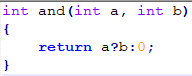 int and(int a, int b)
{
    return a?b:0;
}